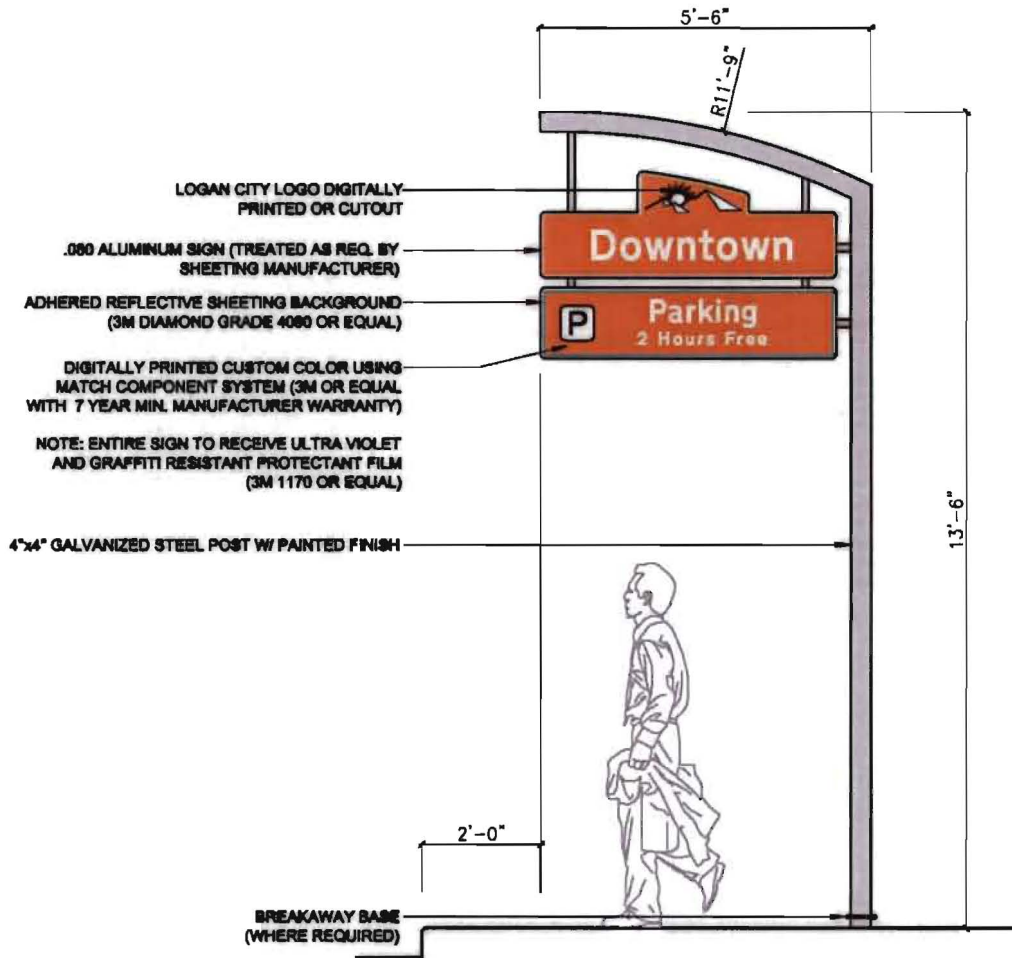 5'-6"
R11'-9"
LOGAN CITY LOGO DIGITALLY
PRINTED OR CUTOUT
.080 ALUMINUM SIGN (TREATED AS REQ. BY
SHEETING MANUFACTURER)
ADHERED REFLECTIVE SHEETING BACKGROUND
(3M DIAMOND GRADE 4090 OR EQUAL)
DIGITALLY PRINTED CUSTOM COLOR USING
MATCH COMPONENT SYSTEM (3M OR EQUAL
WITH 7 YEAR MIN. MANUFACTURER WARRANTY)
NOTE: ENTIRE SIGN TO RECEIVE ULTRA VIOLET
AND GRAFFITI RESISTANT PROTECTANT FILM
(3M 1170 OR EQUAL)
4"x4" GALVANIZED STEEL POST W/ PAINTED FINISH
Downtown
P
Parking
2 Hours Free
13'-6"
2'-0"
BREAKAWAY BASE
(WHERE REQUIRED)